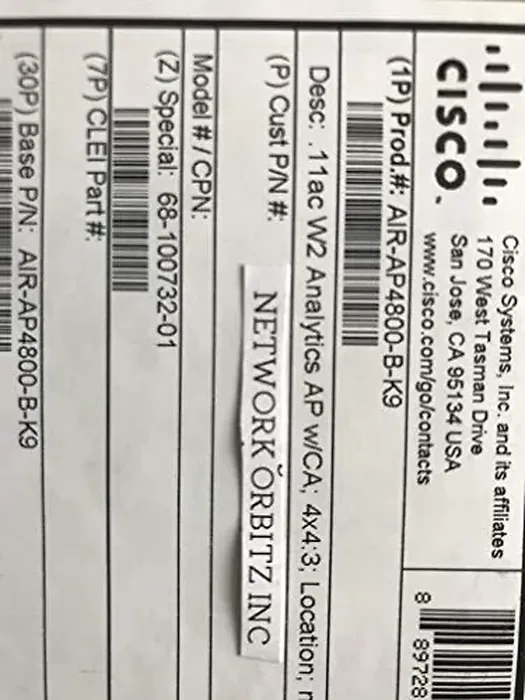 CISCO
Cisco Systems, Inc. and its affiliates
170 West Tasman Drive
San Jose, CA 95134 USA
www.cisco.com/go/contacts
8 89728
(1P) Prod.#: AIR-AP4800-B-K9
Desc: .11ac W2 Analytics AP w/CA; 4x4:3; Location;
(P) Cust P/N #:
NETWORK ORBITZ INC
Model # / CPN:
(Z) Special: 68-100732-01
(7P) CLEI Part #:
(30P) Base P/N: AIR-AP4800-B-K9